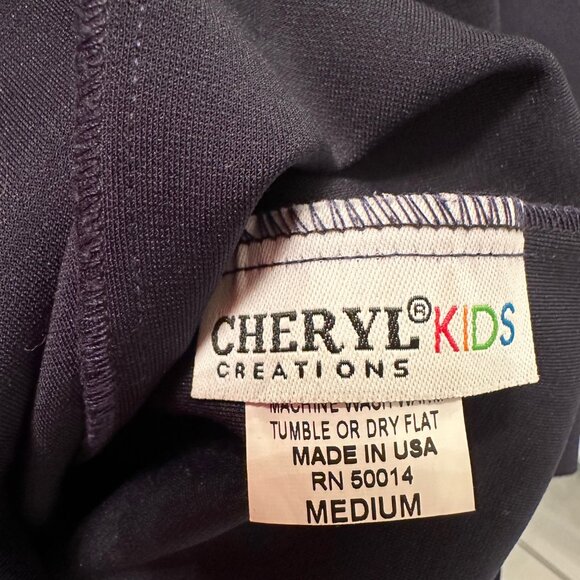 CHERYL® KIDS
CREATIONS
MACHINE WASH WARM
TUMBLE OR DRY FLAT
MADE IN USA
RN 50014
MEDIUM